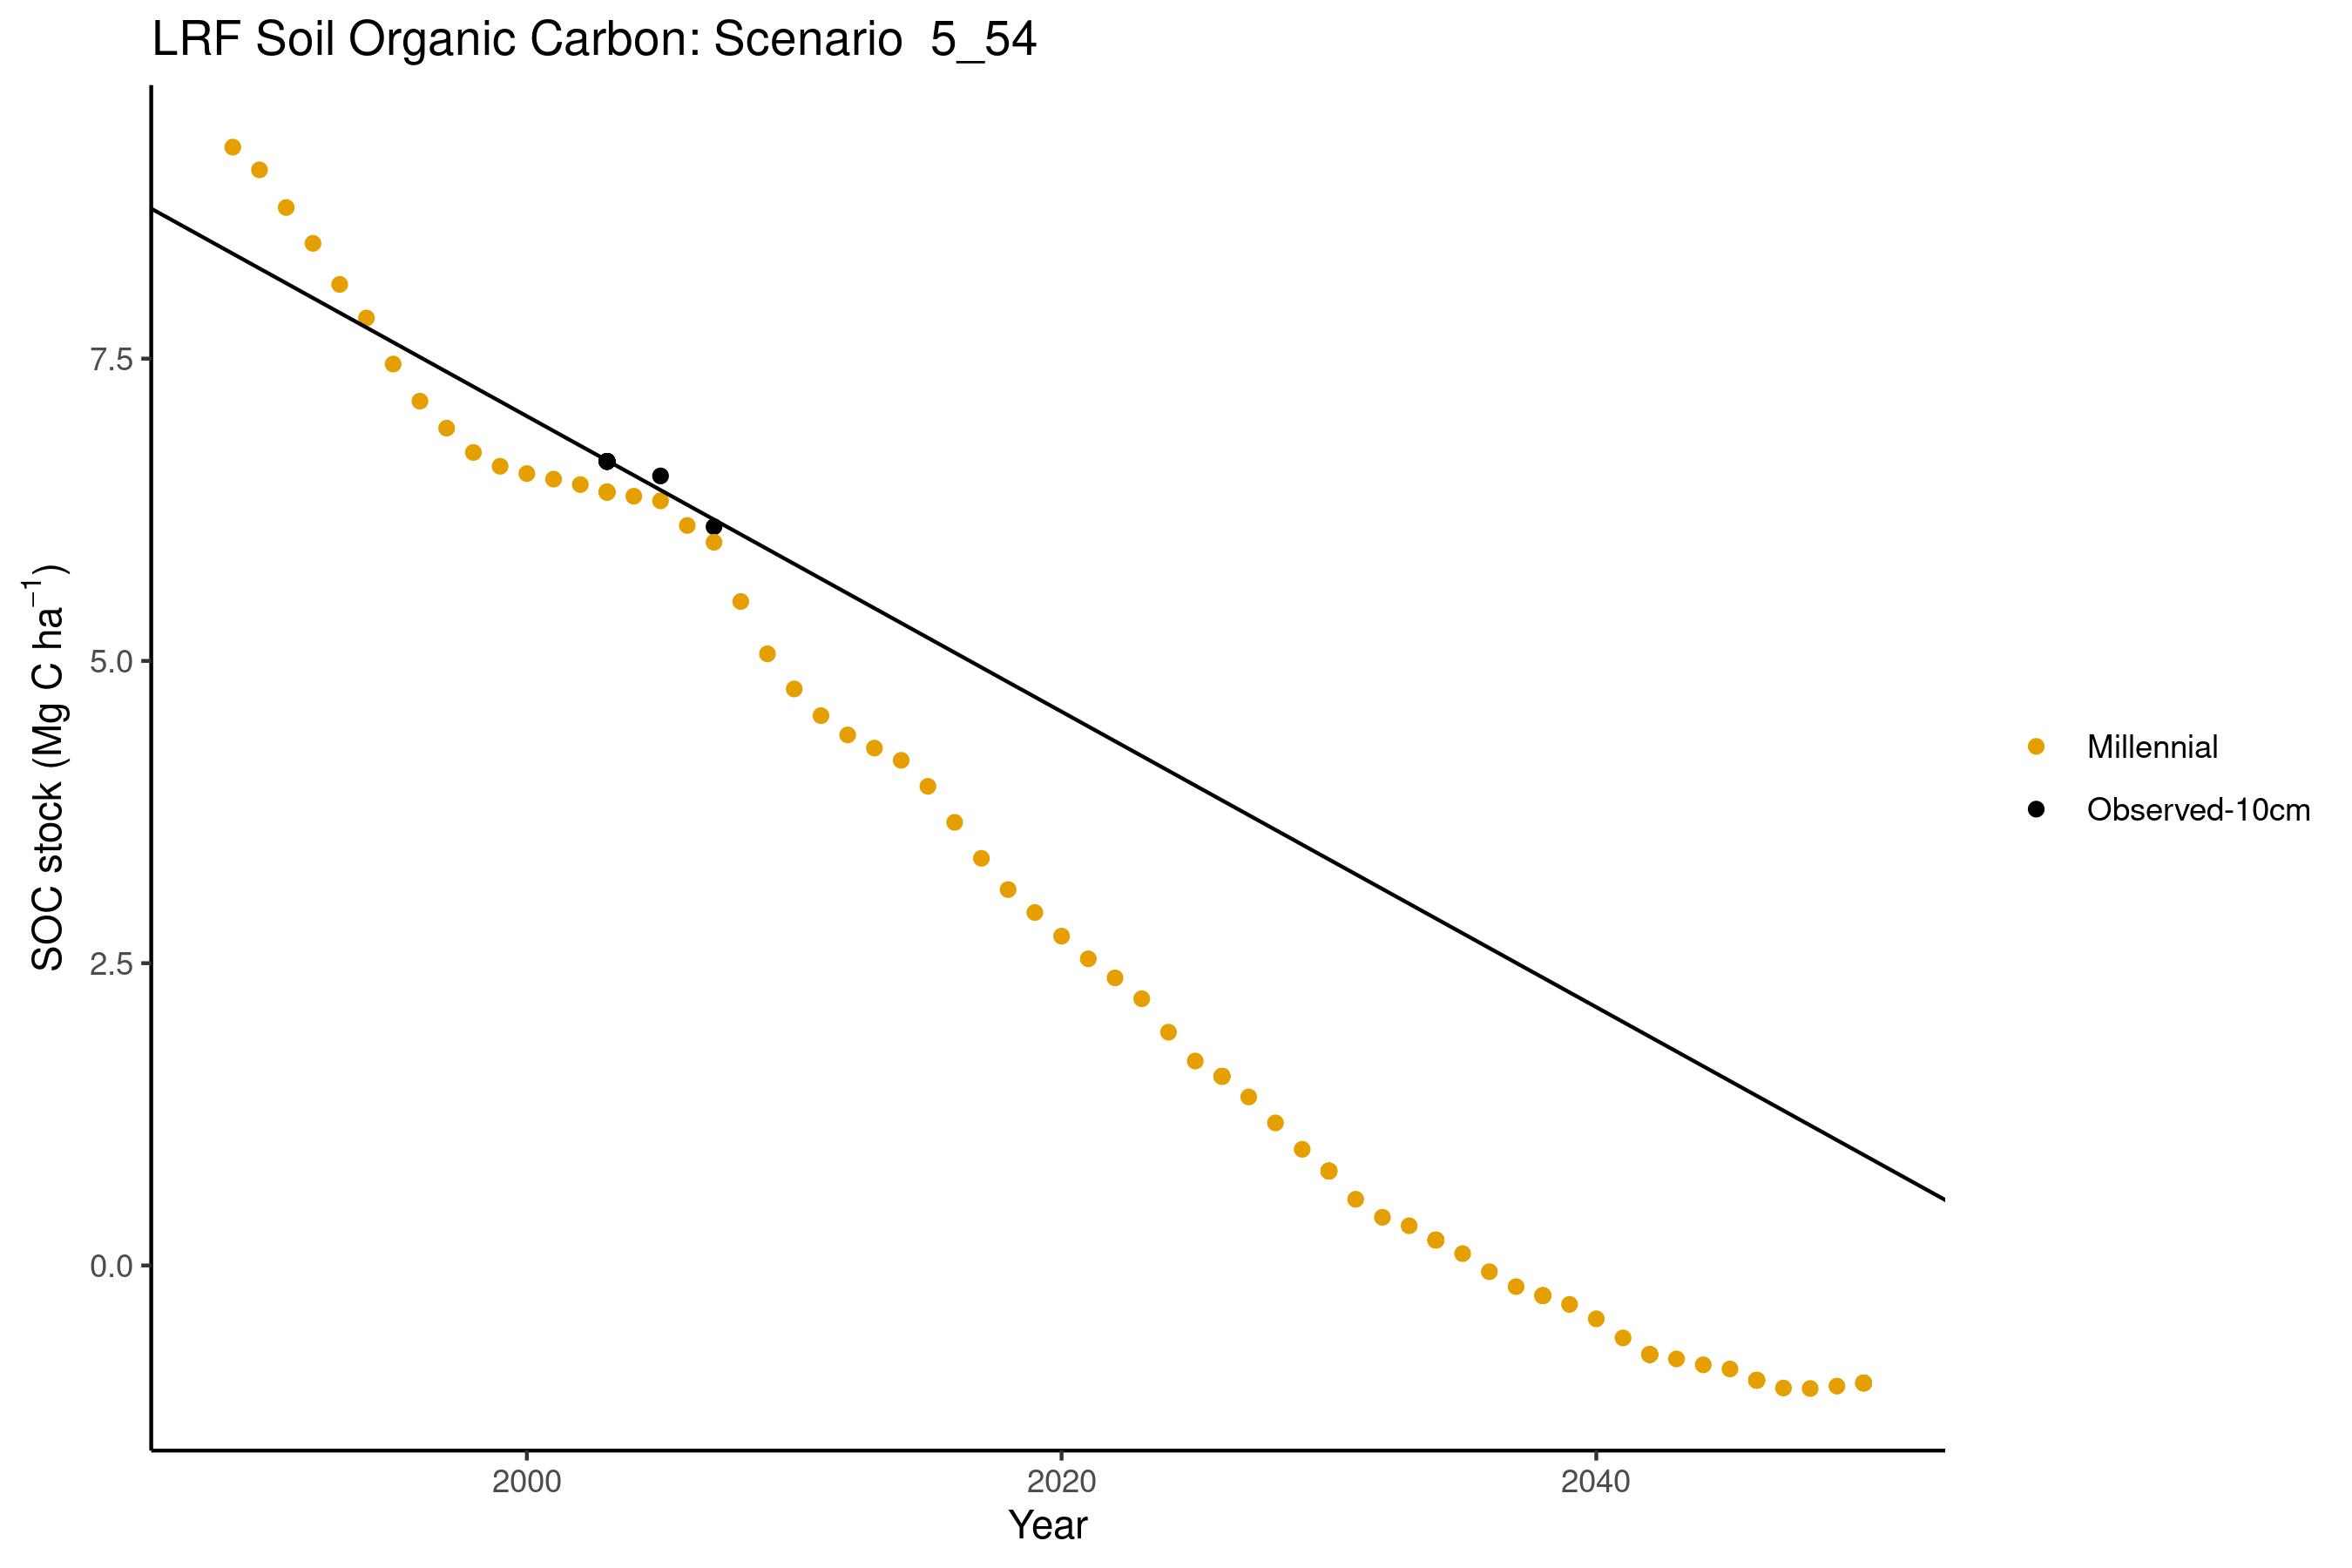 LRF Soil Organic Carbon: Scenario  5_54
SOC stock (Mg C ha⁻¹)
7.5
5.0
2.5
0.0
2000
2020
2040
Year
Millennial
Observed-10cm